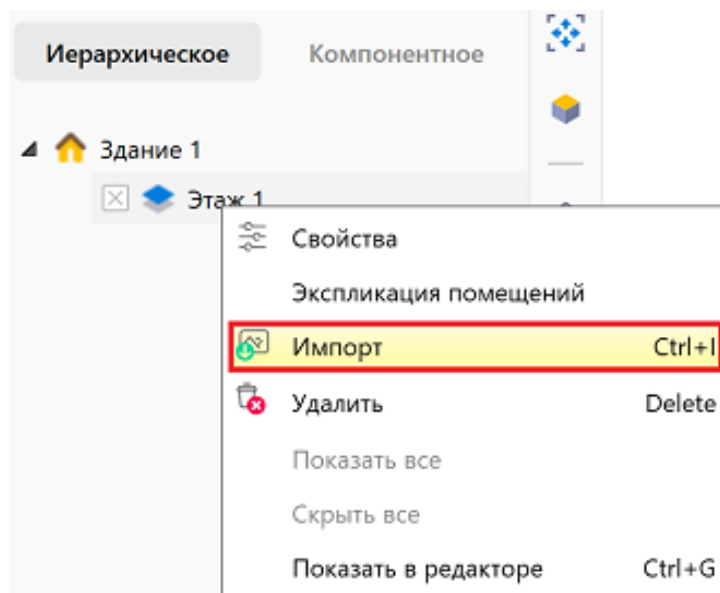 Иерархическое Компонентное
Здание 1
Этаж 1
Свойства
Экспликация помещений
Импорт Ctrl+I
Удалить Delete
Показать все
Скрыть все
Показать в редакторе Ctrl+G